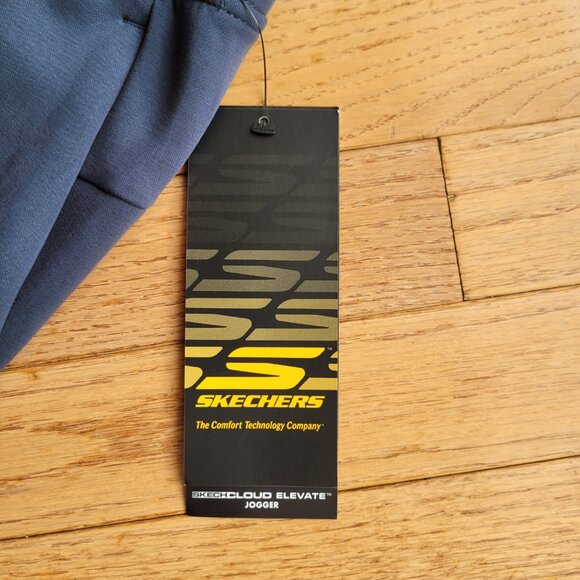 SKECHERS
The Comfort Technology Company™
SKECHCLOUD ELEVATE™
JOGGER